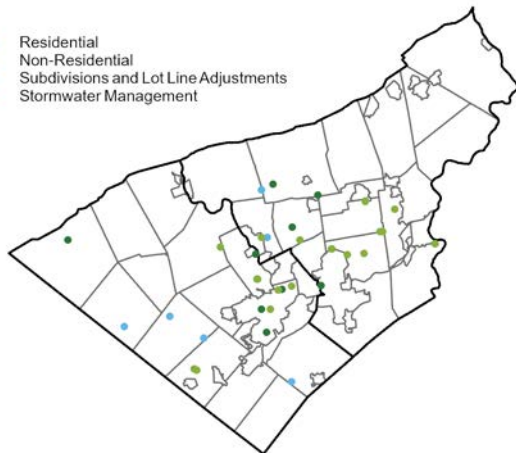 Residential
Non-Residential
Subdivisions and Lot Line Adjustments
Stormwater Management